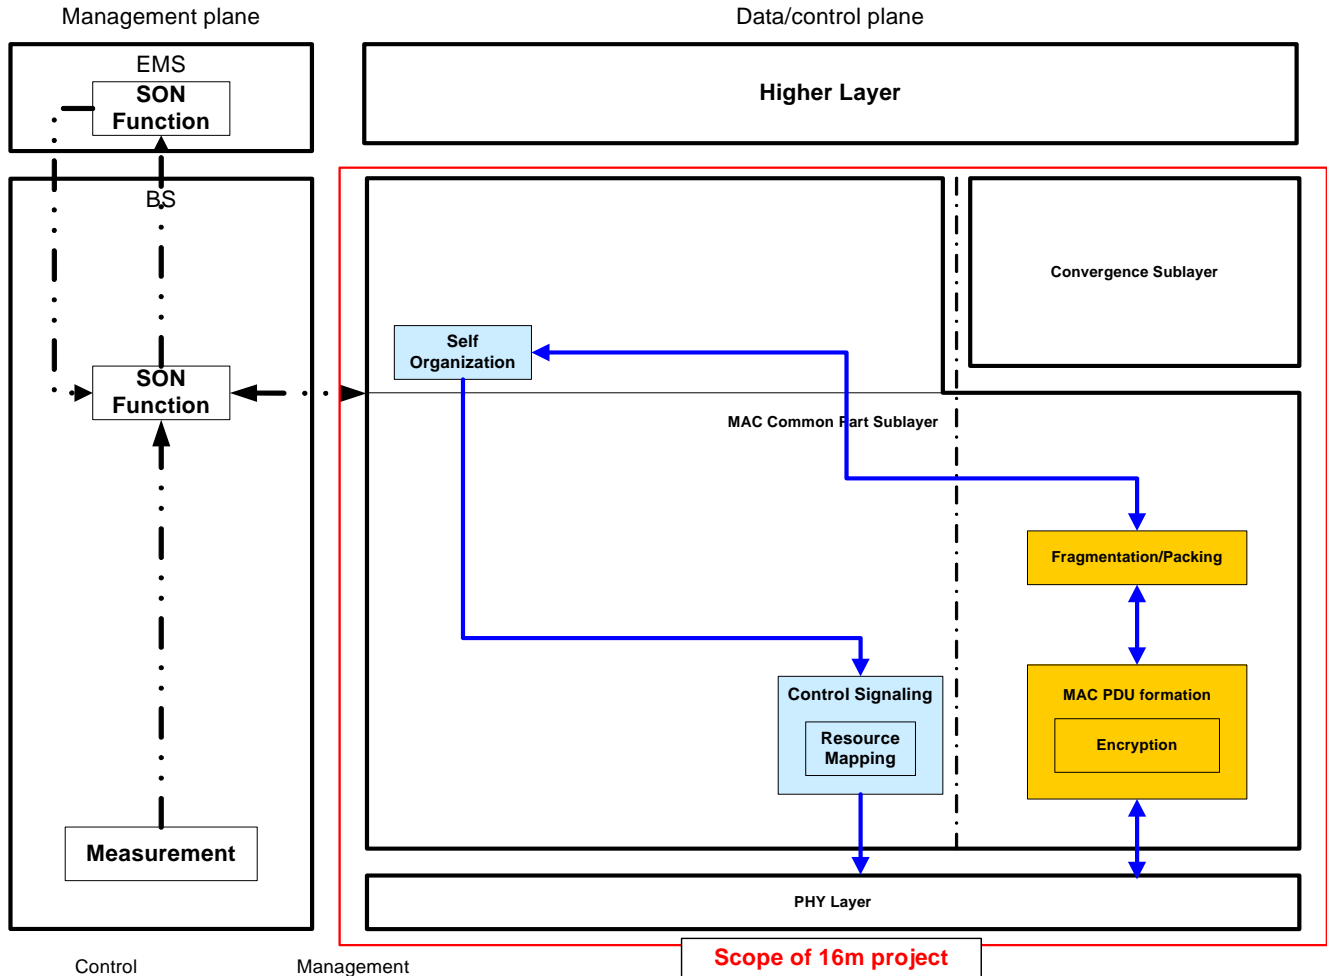 Management plane
Data/control plane
EMS
SON
Function
Higher Layer
BS
Convergence Sublayer
Self
Organization
SON
Function
MAC Common Part Sublayer
Fragmentation/Packing
Control Signaling
Resource
Mapping
MAC PDU formation
Encryption
Measurement
PHY Layer
Scope of 16m project
Control
Management